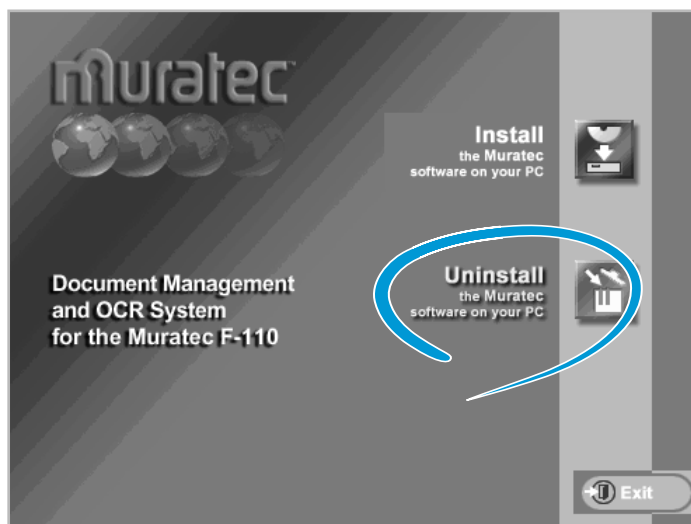 muratec
Install
the Muratec
software on your PC
Uninstall
the Muratec
software on your PC
Document Management
and OCR System
for the Muratec F-110
Exit